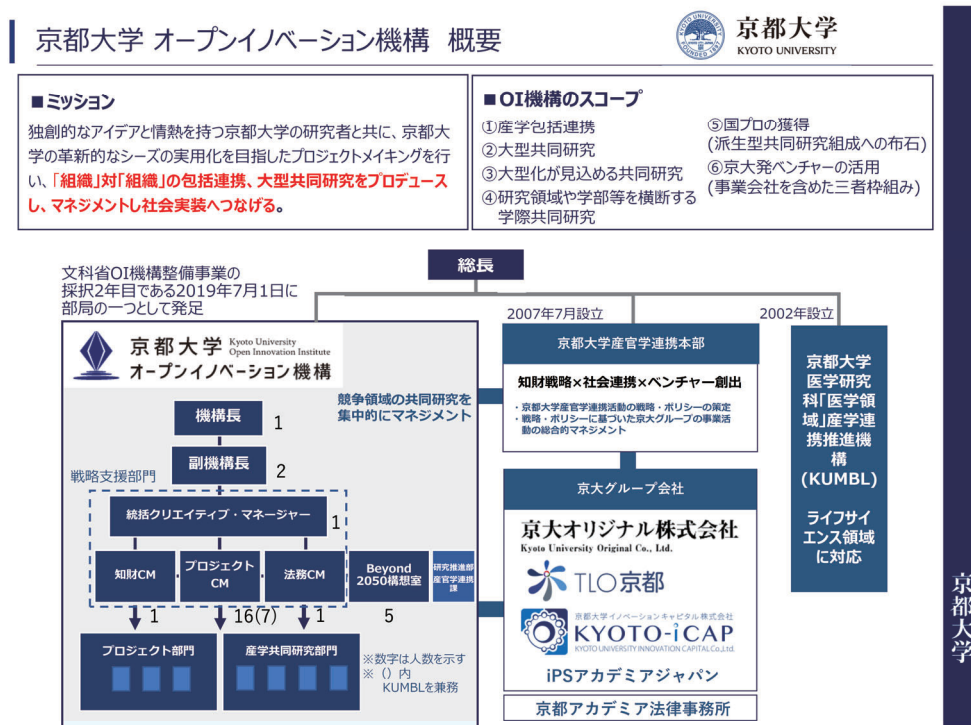 京都大学 オープンイノベーション機構 概要
KYOTO UNIVERSITY
FOUNDED 1897
京都大学
KYOTO UNIVERSITY
■ミッション
独創的なアイデアと情熱を持つ京都大学の研究者と共に、京都大
学の革新的なシーズの実用化を目指したプロジェクトメイキングを行
い、「組織」対「組織」の包括連携、大型共同研究をプロデュース
し、マネジメントし社会実装へつなげる。
■OI機構のスコープ
①産学包括連携
②大型共同研究
③大型化が見込める共同研究
④研究領域や学部等を横断する
学際共同研究
⑤国プロの獲得
(派生型共同研究組成への布石)
⑥京大発ベンチャーの活用
(事業会社を含めた三者枠組み)
総長
文科省OI機構整備事業の
採択2年目である2019年7月1日に
部局の一つとして発足
京都大学 Kyoto University
Open Innovation Institute
オープンイノベーション機構
競争領域の共同研究を
集中的にマネジメント
機構長
1
副機構長
2
戦略支援部門
統括クリエイティブ・マネージャー
1
知財CM
プロジェクト
CM
法務CM
Beyond
2050構想室
研究推進部
産官学連携
課
1
16(7)
1
5
プロジェクト部門
産学共同研究部門
※数字は人数を示す
※ () 内
KUMBLを兼務
2007年7月設立
京都大学産官学連携本部
知財戦略×社会連携×ベンチャー創出
・京都大学産官学連携活動の戦略・ポリシーの策定
・戦略・ポリシーに基づいた京大グループの事業活
動の総合的マネジメント
京大グループ会社
京大オリジナル株式会社
Kyoto University Original Co., Ltd.
TLO京都
京都大学イノベーションキャピタル株式会社
KYOTO-iCAP
KYOTO UNIVERSITY INNOVATION CAPITAL Co.,Ltd.
iPSアカデミアジャパン
京都アカデミア法律事務所
2002年設立
京都大学
医学研究
科「医学領
域」産学連
携推進機
構
(KUMBL)
ライフサイ
エンス領域
に対応
京都大学